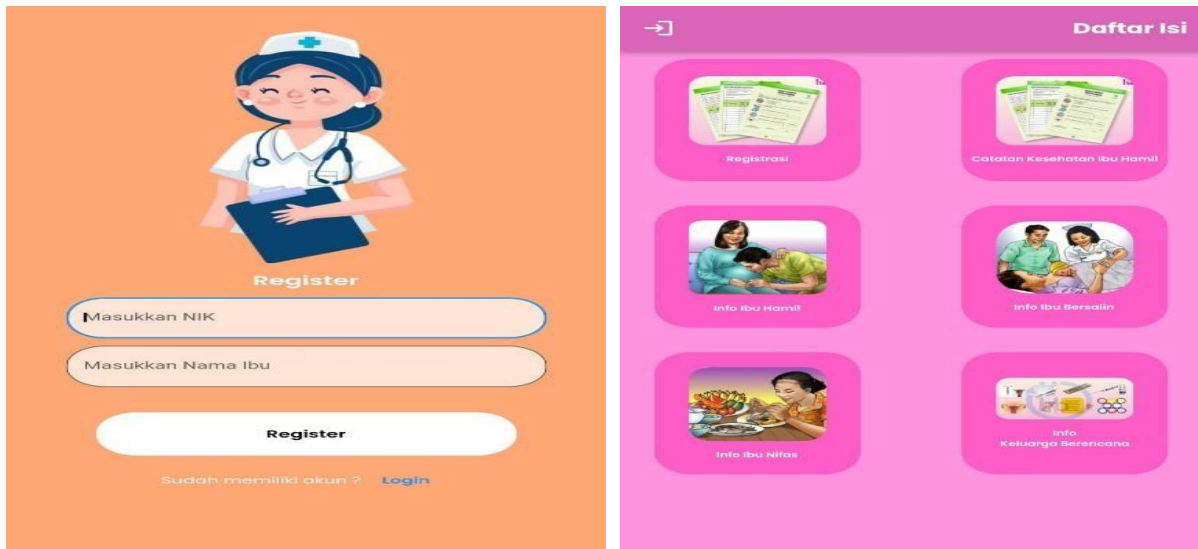 Register
Masukkan NIK
Masukkan Nama Ibu
Register
Sudah memiliki akun ? Login
Daftar Isi
Registrasi
Catatan Kesehatan Ibu Hamil
Info Ibu Hamil
Info Ibu Bersalin
Info Ibu Nifas
Info
Keluarga Berencana